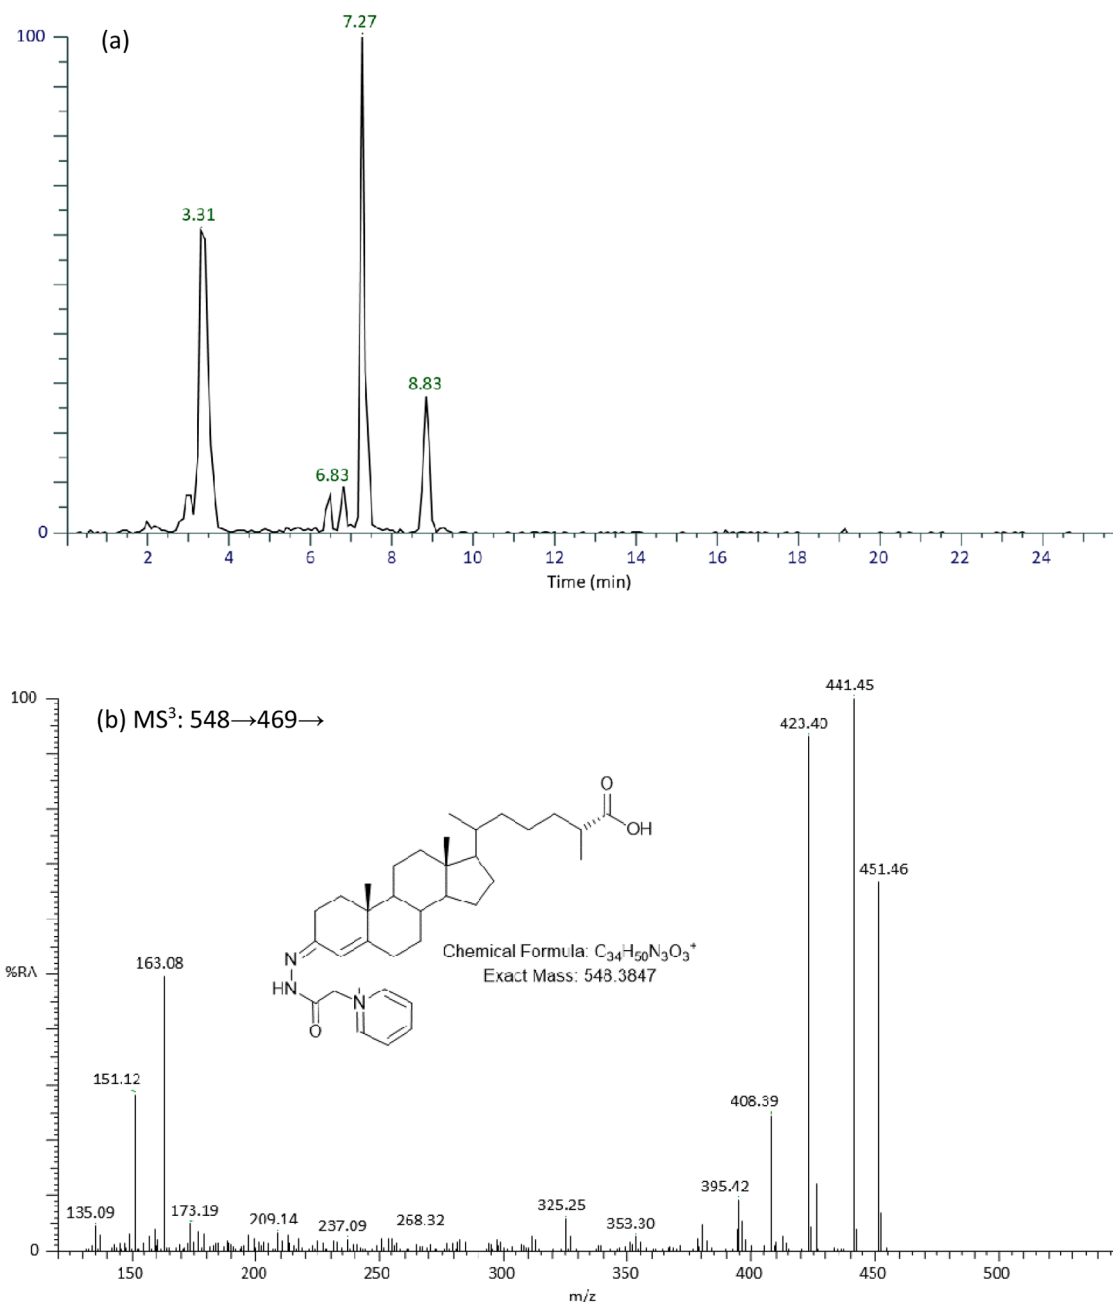 (a)
100
7.27
3.31
8.83
6.83
0
2 4 6 8 10 12 14 16 18 20 22 24
Time (min)
(b) MS³: 548→469→
100
441.45
423.40
451.46
O
OH
Chemical Formula: C₃₄H₅₀N₃O₃⁺
Exact Mass: 548.3847
N
HN
N
O
%RA
163.08
151.12
408.39
395.42
135.09
173.19
209.14
237.09
268.32
325.25
353.30
0
150 200 250 300 350 400 450 500
m/z